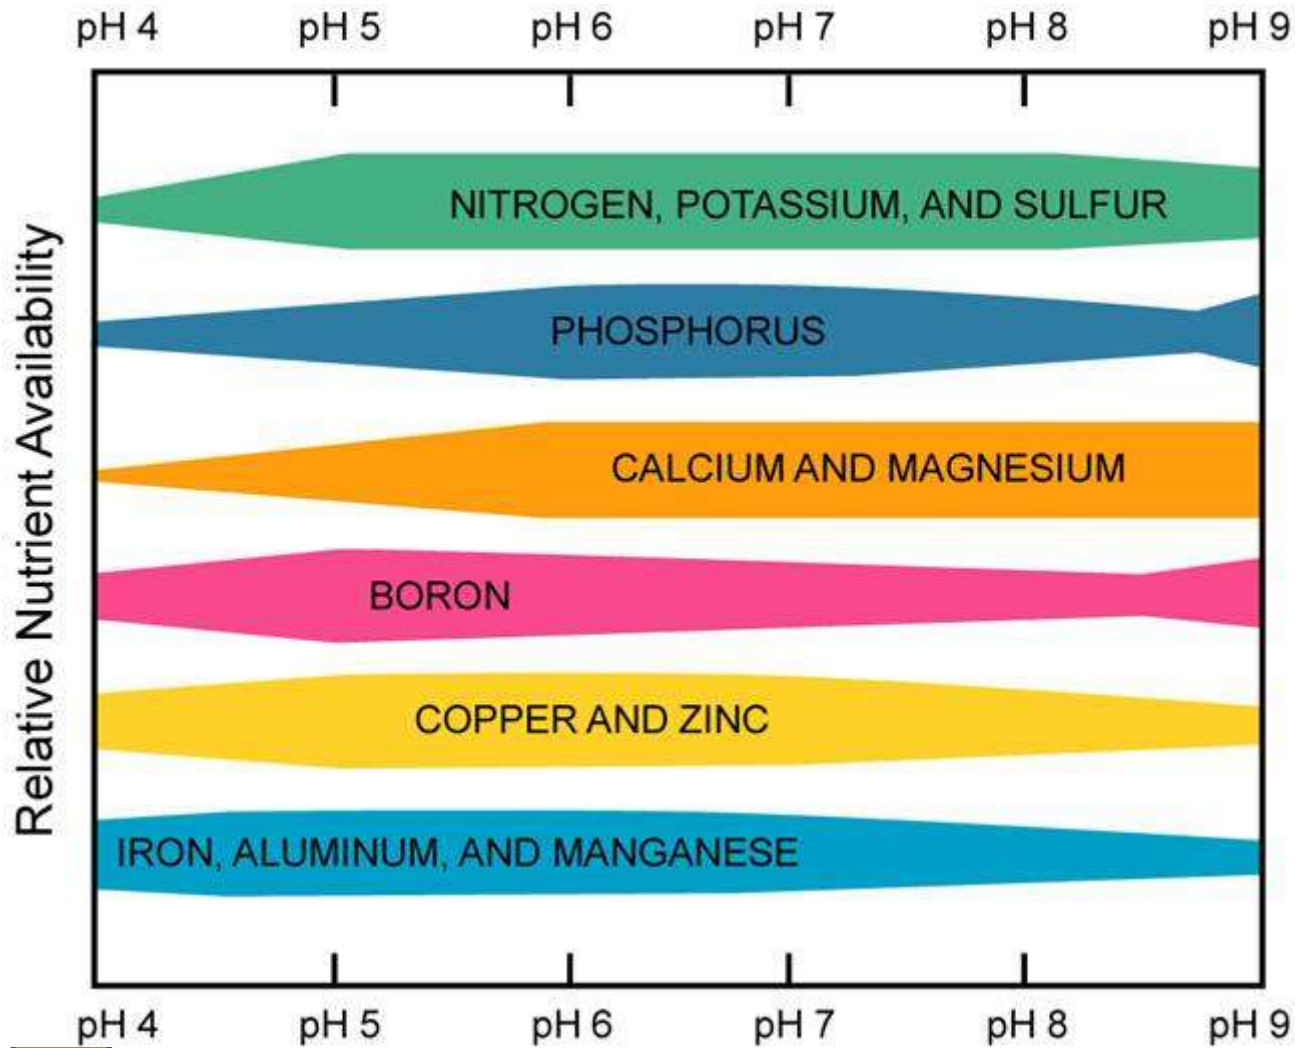 pH 4 pH 5 pH 6 pH 7 pH 8 pH 9
Relative Nutrient Availability
NITROGEN, POTASSIUM, AND SULFUR
PHOSPHORUS
CALCIUM AND MAGNESIUM
BORON
COPPER AND ZINC
IRON, ALUMINUM, AND MANGANESE
pH 4 pH 5 pH 6 pH 7 pH 8 pH 9